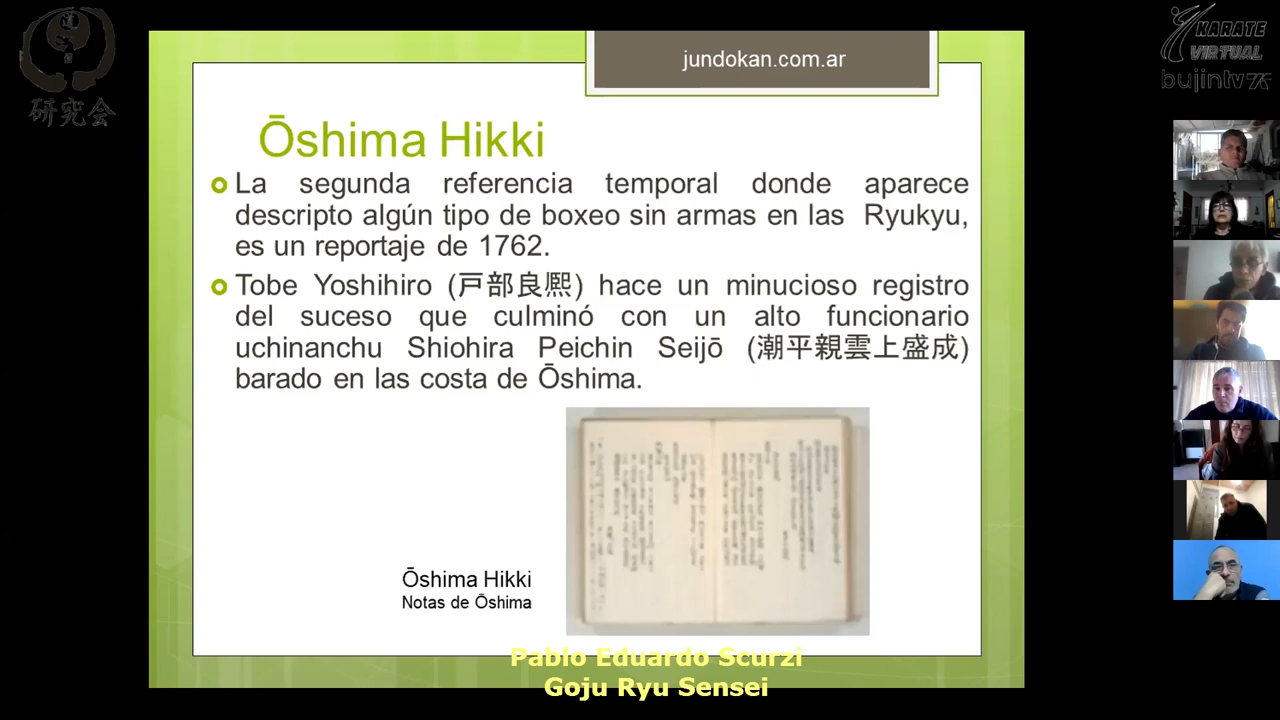 道
研究会
jundokan.com.ar
KARATE
VIRTUAL
bujintv
Ōshima Hikki
La segunda referencia temporal donde aparece
descripto algún tipo de boxeo sin armas en las Ryukyu,
es un reportaje de 1762.
Tobe Yoshihiro (戸部良熈) hace un minucioso registro
del suceso que culminó con un alto funcionario
uchinanchu Shiohira Peichin Seijō (潮平親雲上盛成)
barado en las costa de Ōshima.
Ōshima Hikki
Notas de Ōshima
Pablo Eduardo Scurzi
Goju Ryu Sensei